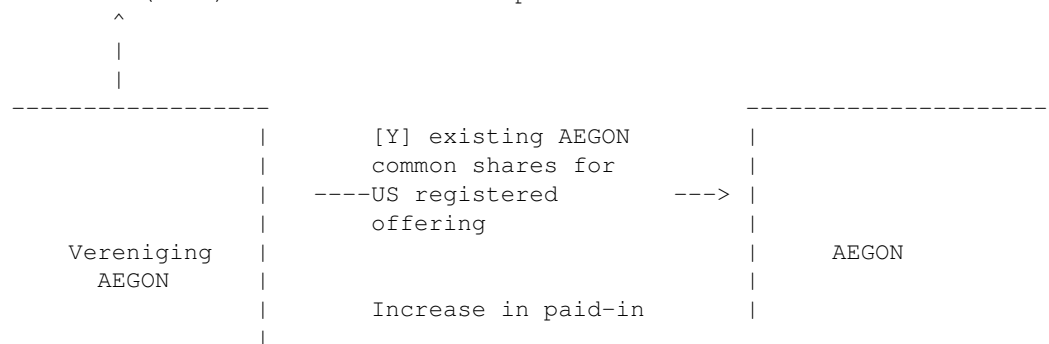 ^
|
|
------------------ ---------------------
| [Y] existing AEGON |
| common shares for |
| ----US registered ---> |
| offering |
Vereniging | | AEGON
AEGON | |
| Increase in paid-in |
|